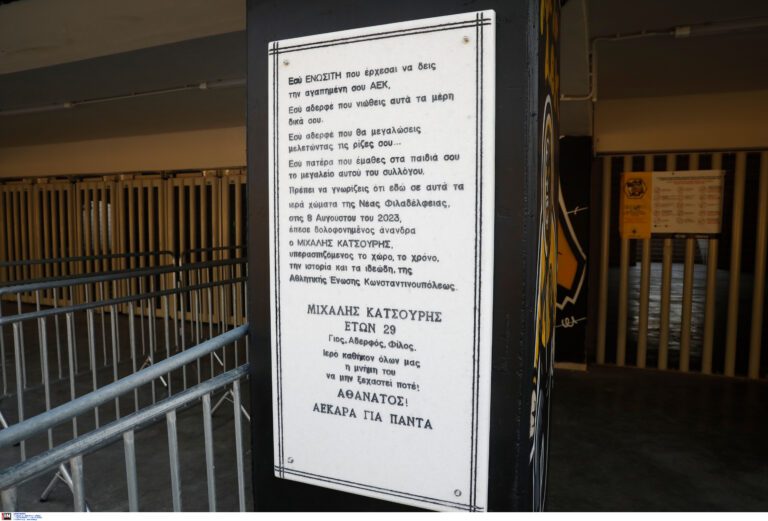 Εσύ ΕΝΩΣΙΤΗ που έρχεσαι να δεις
την αγαπημένη σου ΑΕΚ,
Εσύ αδερφέ που νιώθεις αυτά τα μέρη
δικά σου.
Εσύ αδερφέ που θα μεγαλώσεις
μελετώντας τις ρίζες σου...
Εσύ πατέρα που έμαθες στα παιδιά σου
το μεγαλείο αυτού του συλλόγου.
Πρέπει να γνωρίζεις ότι εδώ σε αυτά τα
ιερά χώματα της Νέας Φιλαδέλφειας,
στις 8 Αυγούστου του 2023,
έπεσε δολοφονημένος άνανδρα
ο ΜΙΧΑΛΗΣ ΚΑΤΣΟΥΡΗΣ,
υπερασπιζόμενος το χώρο, το χρόνο,
την ιστορία και τα ιδεώδη, της
Αθλητικής Ένωσης Κωνσταντινουπόλεως.
ΜΙΧΑΛΗΣ ΚΑΤΣΟΥΡΗΣ
ΕΤΩΝ 29
Γιος, Αδερφός, Φίλος,
Ιερό καθήκον όλων μας
η μνήμη του
να μην ξεχαστεί ποτέ!
ΑΘΑΝΑΤΟΣ!
ΑΕΚΑΡΑ ΓΙΑ ΠΑΝΤΑ